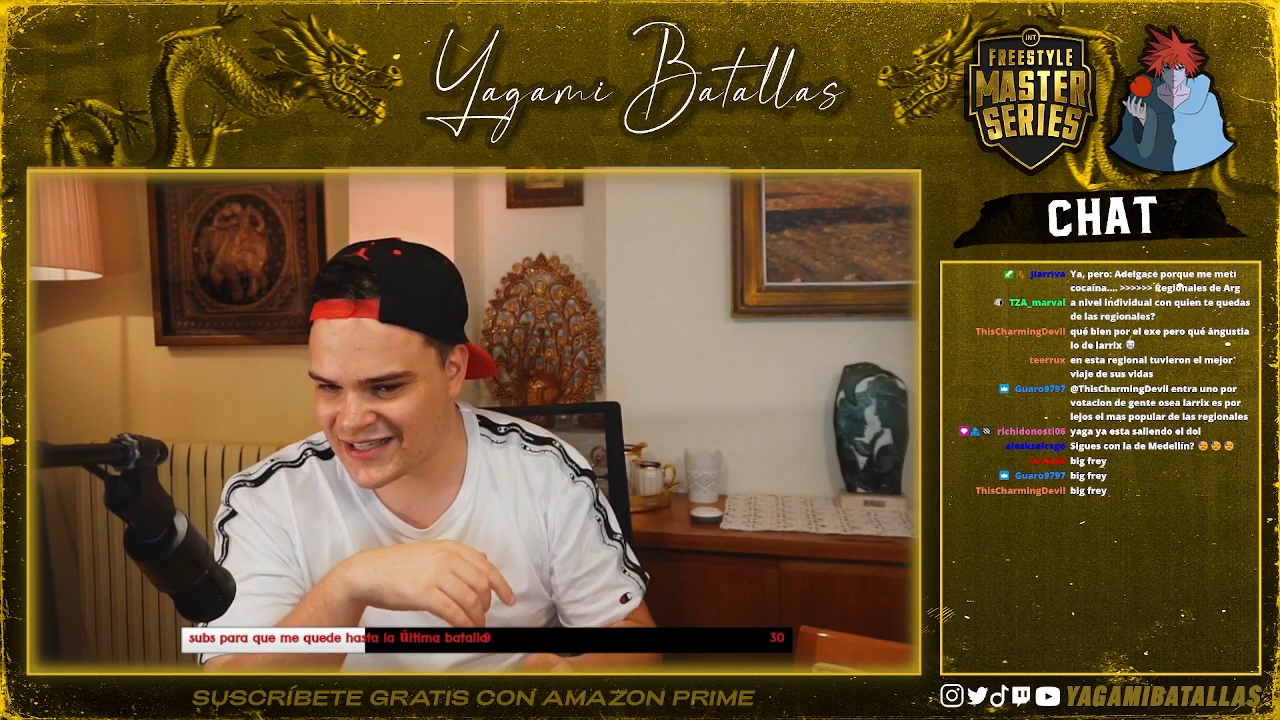 Yagami Batallas
INT
FREESTYLE
MASTER
SERIES
CHAT
jlarriva Ya, pero: Adelgacé porque me metí
cocaína.... >>>>>> Regionales de Arg
TZA_marval a nivel individual con quien te quedas
de las regionales?
ThisCharmingDevil qué bien por el exe pero qué angustia
lo de larrix
teerrux en esta regional tuvieron el mejor
viaje de sus vidas
Guaro9797 @ThisCharmingDevil entra uno por
votacion de gente osea larrix es por
lejos el mas popular de las regionales
richidonosti06 yaga ya esta saliendo el dol
Sigues con la de Medellín?
big frey
Guaro9797 big frey
ThisCharmingDevil big frey
subs para que me quede hasta la última batalla
30
SUSCRÍBETE GRATIS CON AMAZON PRIME
YAGAMIBATALLAS